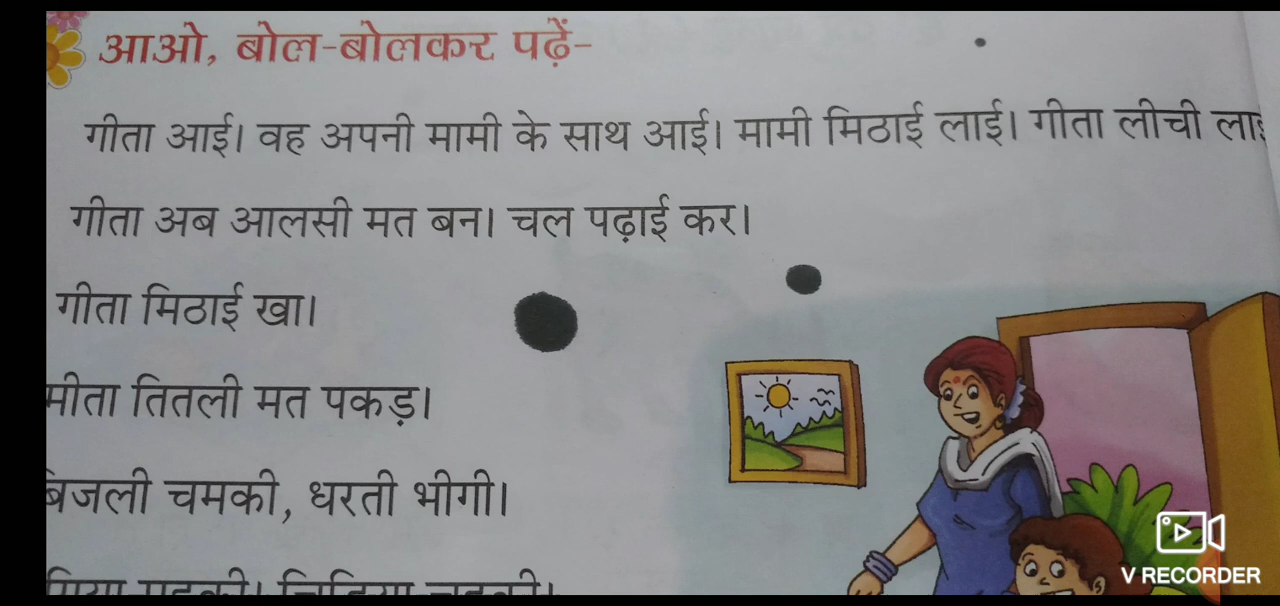 आओ, बोल-बोलकर पढ़ें-
गीता आई। वह अपनी मामी के साथ आई। मामी मिठाई लाई। गीता लीची
गीता अब आलसी मत बन। चल पढ़ाई कर।
गीता मिठाई खा।
मीता तितली मत पकड़।
बिजली चमकी, धरती भीगी।
V RECORDER